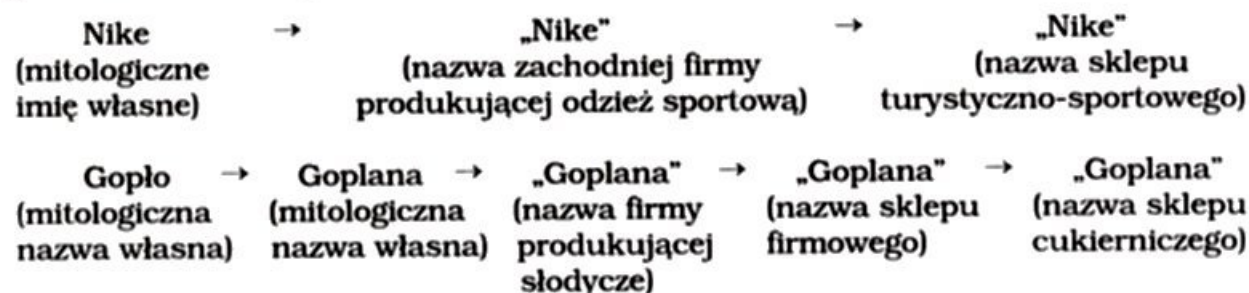 Nike → „Nike” → „Nike”
(mitologiczne (nazwa zachodniej firmy (nazwa sklepu
imię własne) produkującej odzież sportową) turystyczno-sportowego)
Gopło → Goplana → „Goplana” → „Goplana” → „Goplana”
(mitologiczna (mitologiczna (nazwa firmy (nazwa sklepu (nazwa sklepu
nazwa własna) nazwa własna) produkującej firmowego) cukierniczego)
słodycze)